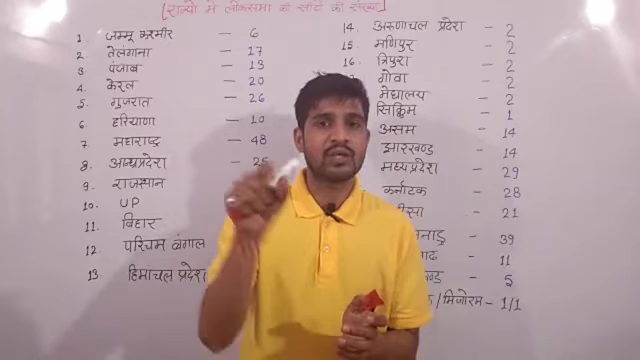 [राज्यों में लोकसभा की सीटों की संख्या]
1. जम्मू कश्मीर — 6
2. तेलंगाना — 17
3. पंजाब — 13
4. केरल — 20
5. गुजरात — 26
6. हरियाणा — 10
7. महाराष्ट्र — 48
8. आन्ध्रप्रदेश — 25
9. राजस्थान
10. UP
11. बिहार
12. पश्चिम बंगाल
13. हिमाचल प्रदेश
14. अरुणाचल प्रदेश — 2
15. मणिपुर — 2
16. त्रिपुरा — 2
गोवा — 2
मेघालय — 2
सिक्किम — 1
असम — 14
झारखण्ड — 14
मध्यप्रदेश — 29
कर्नाटक — 28
— 21
— 39
— 11
— 5
/मिजोरम — 1/1